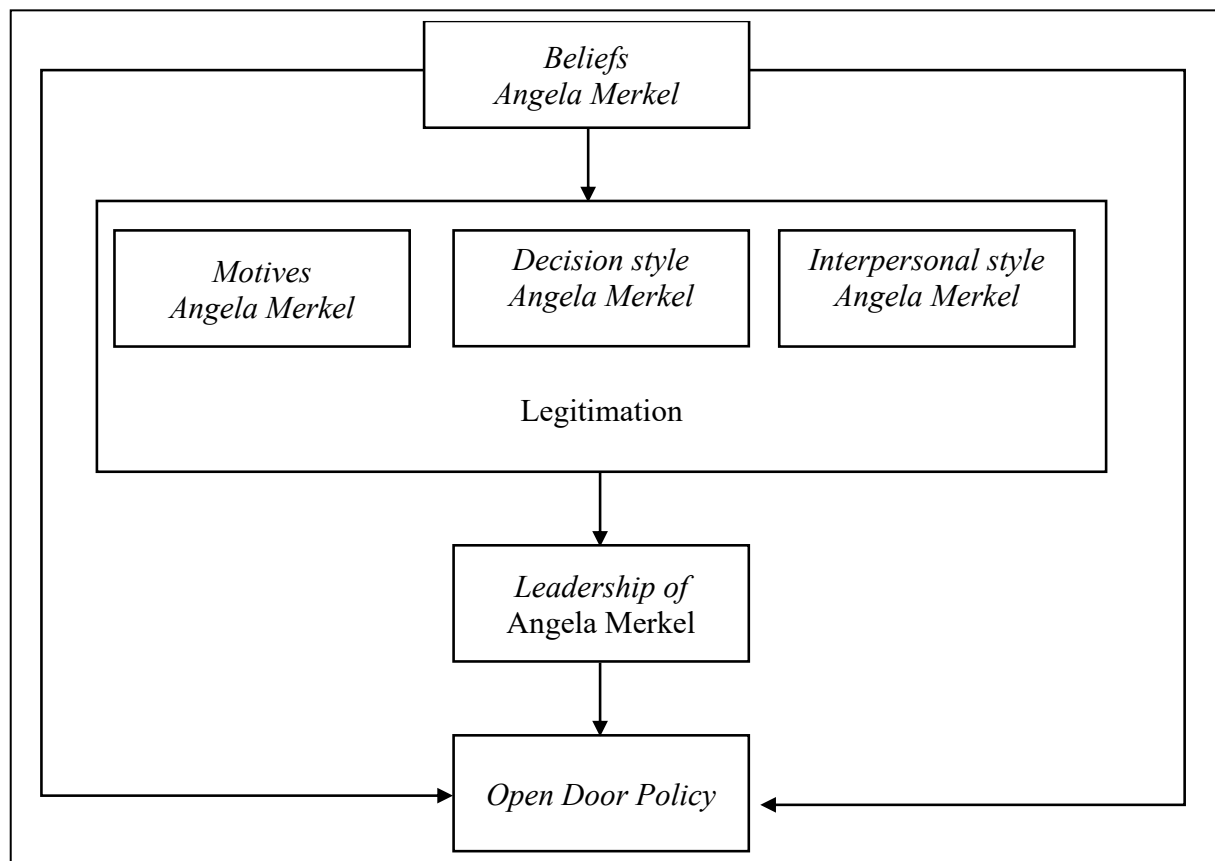 Beliefs
Angela Merkel
Motives
Angela Merkel
Decision style
Angela Merkel
Interpersonal style
Angela Merkel
Legitimation
Leadership of
Angela Merkel
Open Door Policy